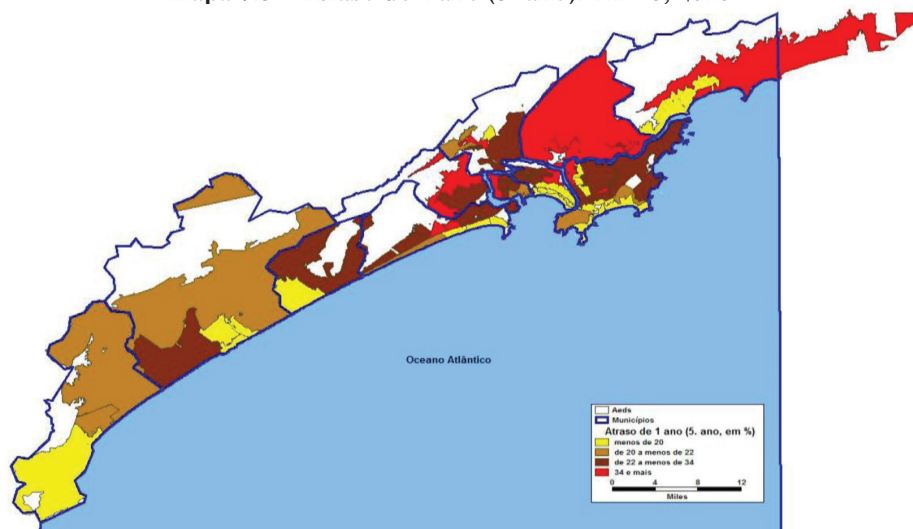 Oceano Atlântico
Aeds
Municípios
Atraso de 1 ano (5. ano, em %)
menos de 20
de 20 a menos de 22
de 22 a menos de 34
34 e mais
0 4 8 12
Miles